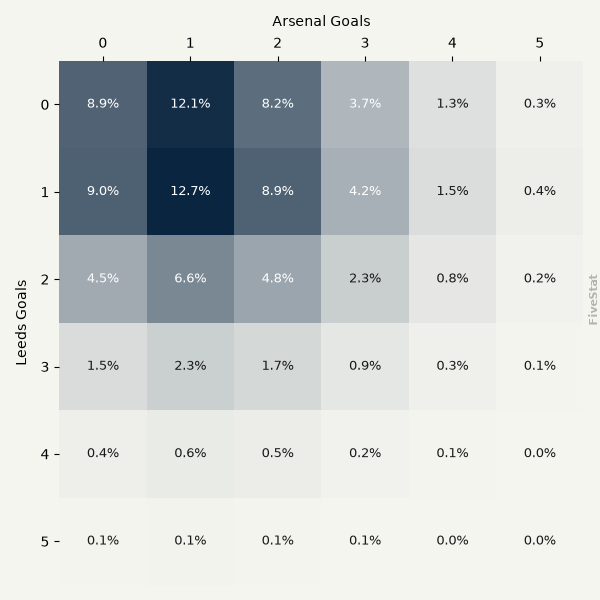 Arsenal Goals
0 1 2 3 4 5
0 8.9% 12.1% 8.2% 3.7% 1.3% 0.3%
1 9.0% 12.7% 8.9% 4.2% 1.5% 0.4%
2 4.5% 6.6% 4.8% 2.3% 0.8% 0.2%
3 1.5% 2.3% 1.7% 0.9% 0.3% 0.1%
4 0.4% 0.6% 0.5% 0.2% 0.1% 0.0%
5 0.1% 0.1% 0.1% 0.1% 0.0% 0.0%
Leeds Goals
FiveStat